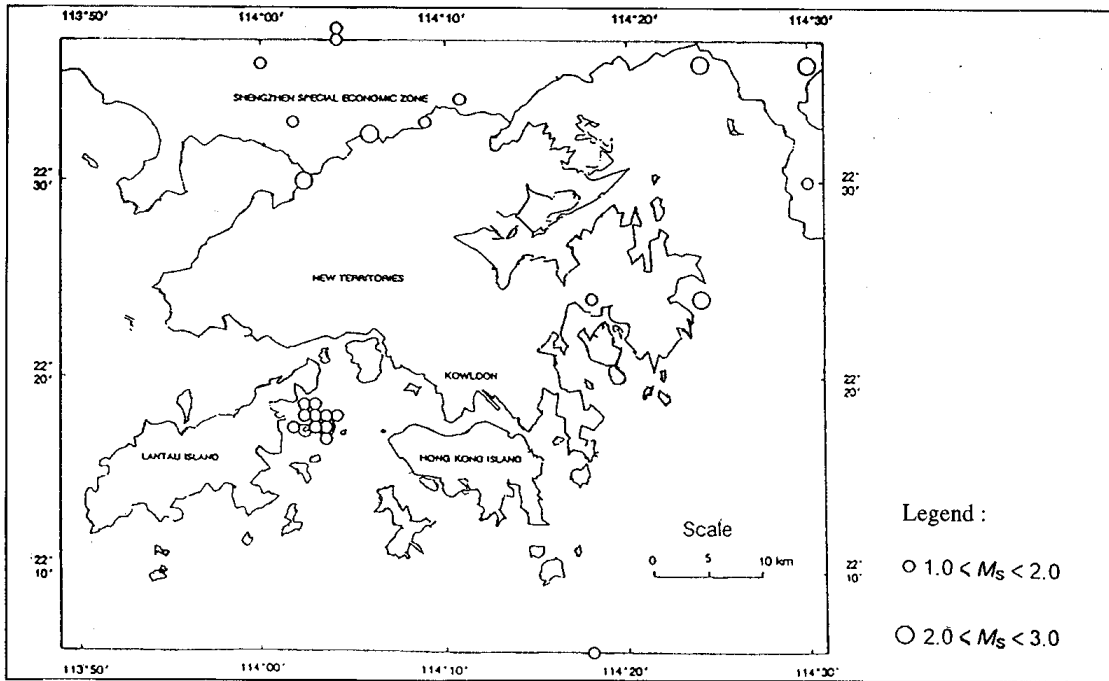 113°50' 114°00' 114°10' 114°20' 114°30'
SHENGZHEN SPECIAL ECONOMIC ZONE
22° 30' 22° 30'
NEW TERRITORIES
22° 20' 22° 20'
KOWLOON
LANTAU ISLAND HONG KONG ISLAND
Scale
0 5 10 km
22° 10' 22° 10'
113°50' 114°00' 114°10' 114°20' 114°30'
Legend :
1.0 < Ms < 2.0
2.0 < Ms < 3.0